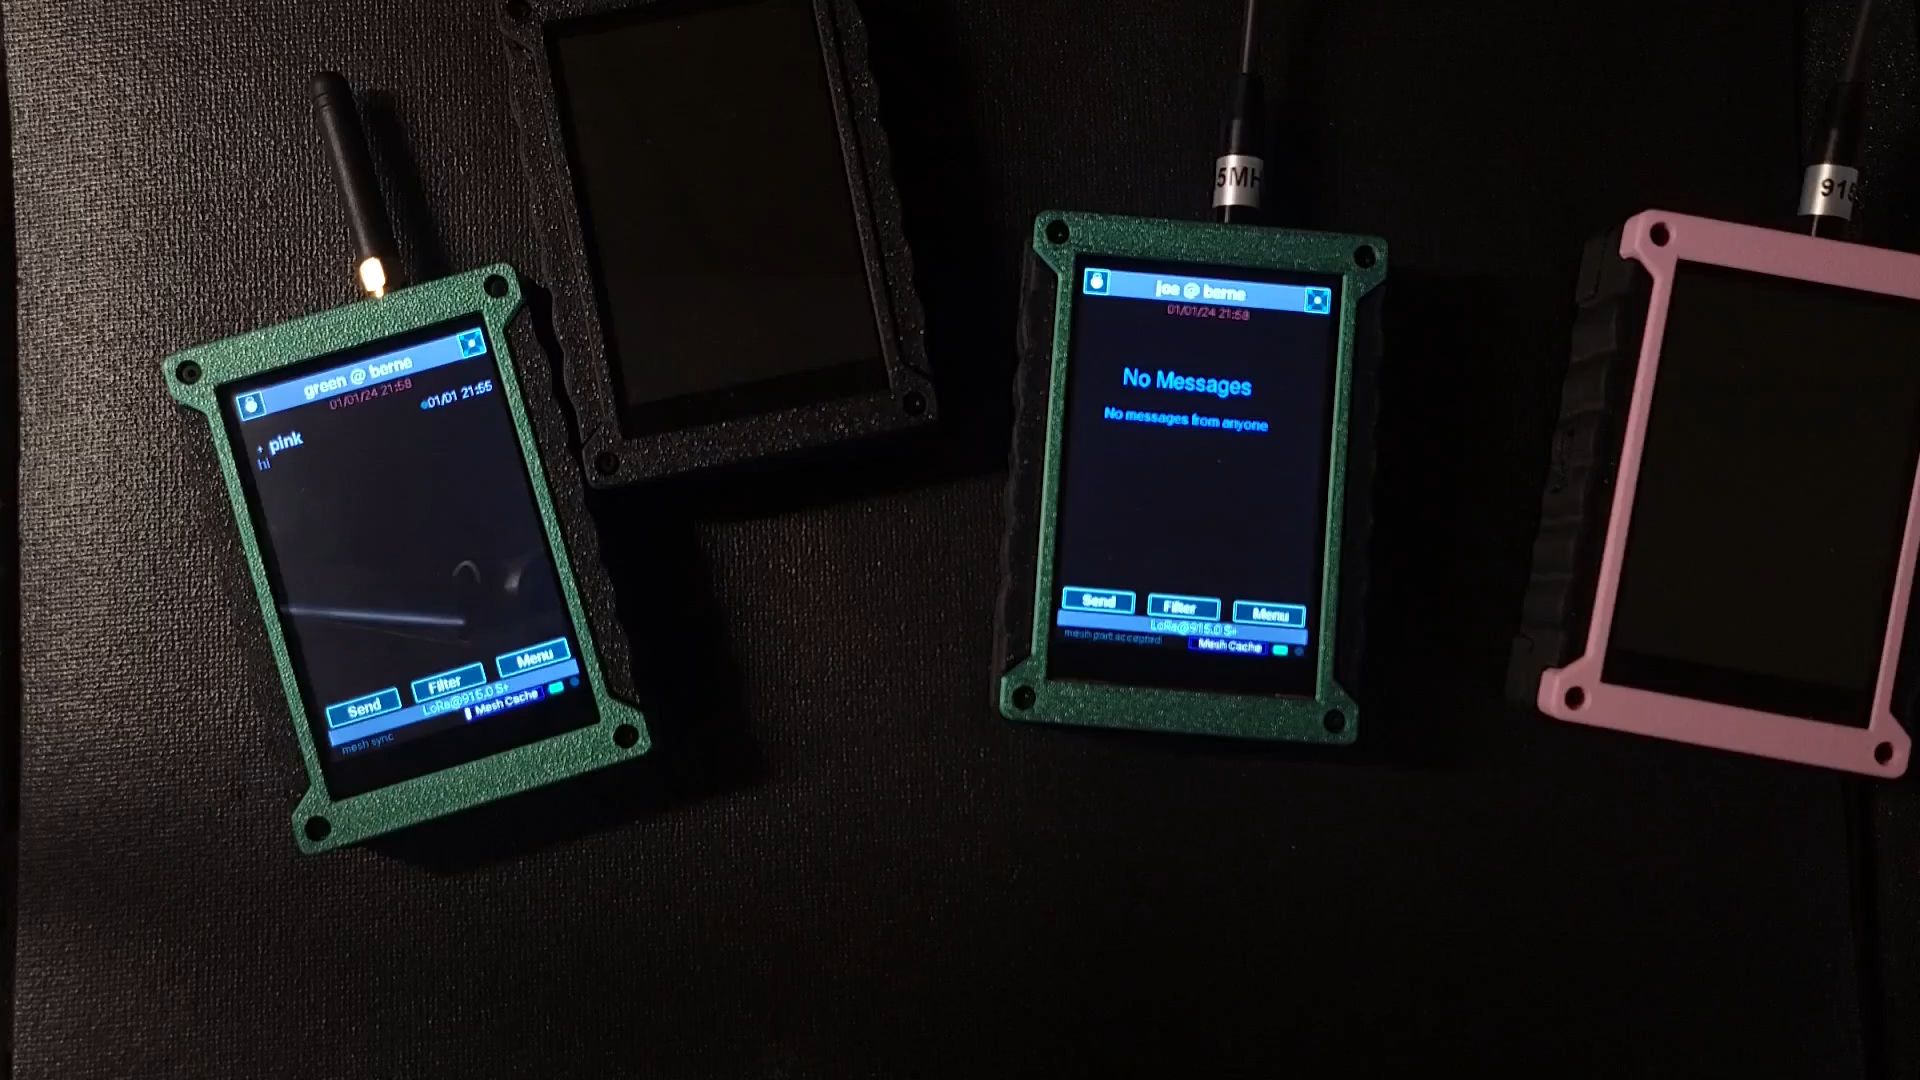 green @ berne
01/01/24 21:58
01/01 21:55
+ pink
hi
Send
Filter
Menu
LoRa@915.0 S+
Mesh Cache
mesh sync
5MH
joe @ berne
01/01/24 21:58
No Messages
No messages from anyone
Send
Filter
Menu
LoRa@915.0 S+
mesh part accepted
Mesh Cache
915